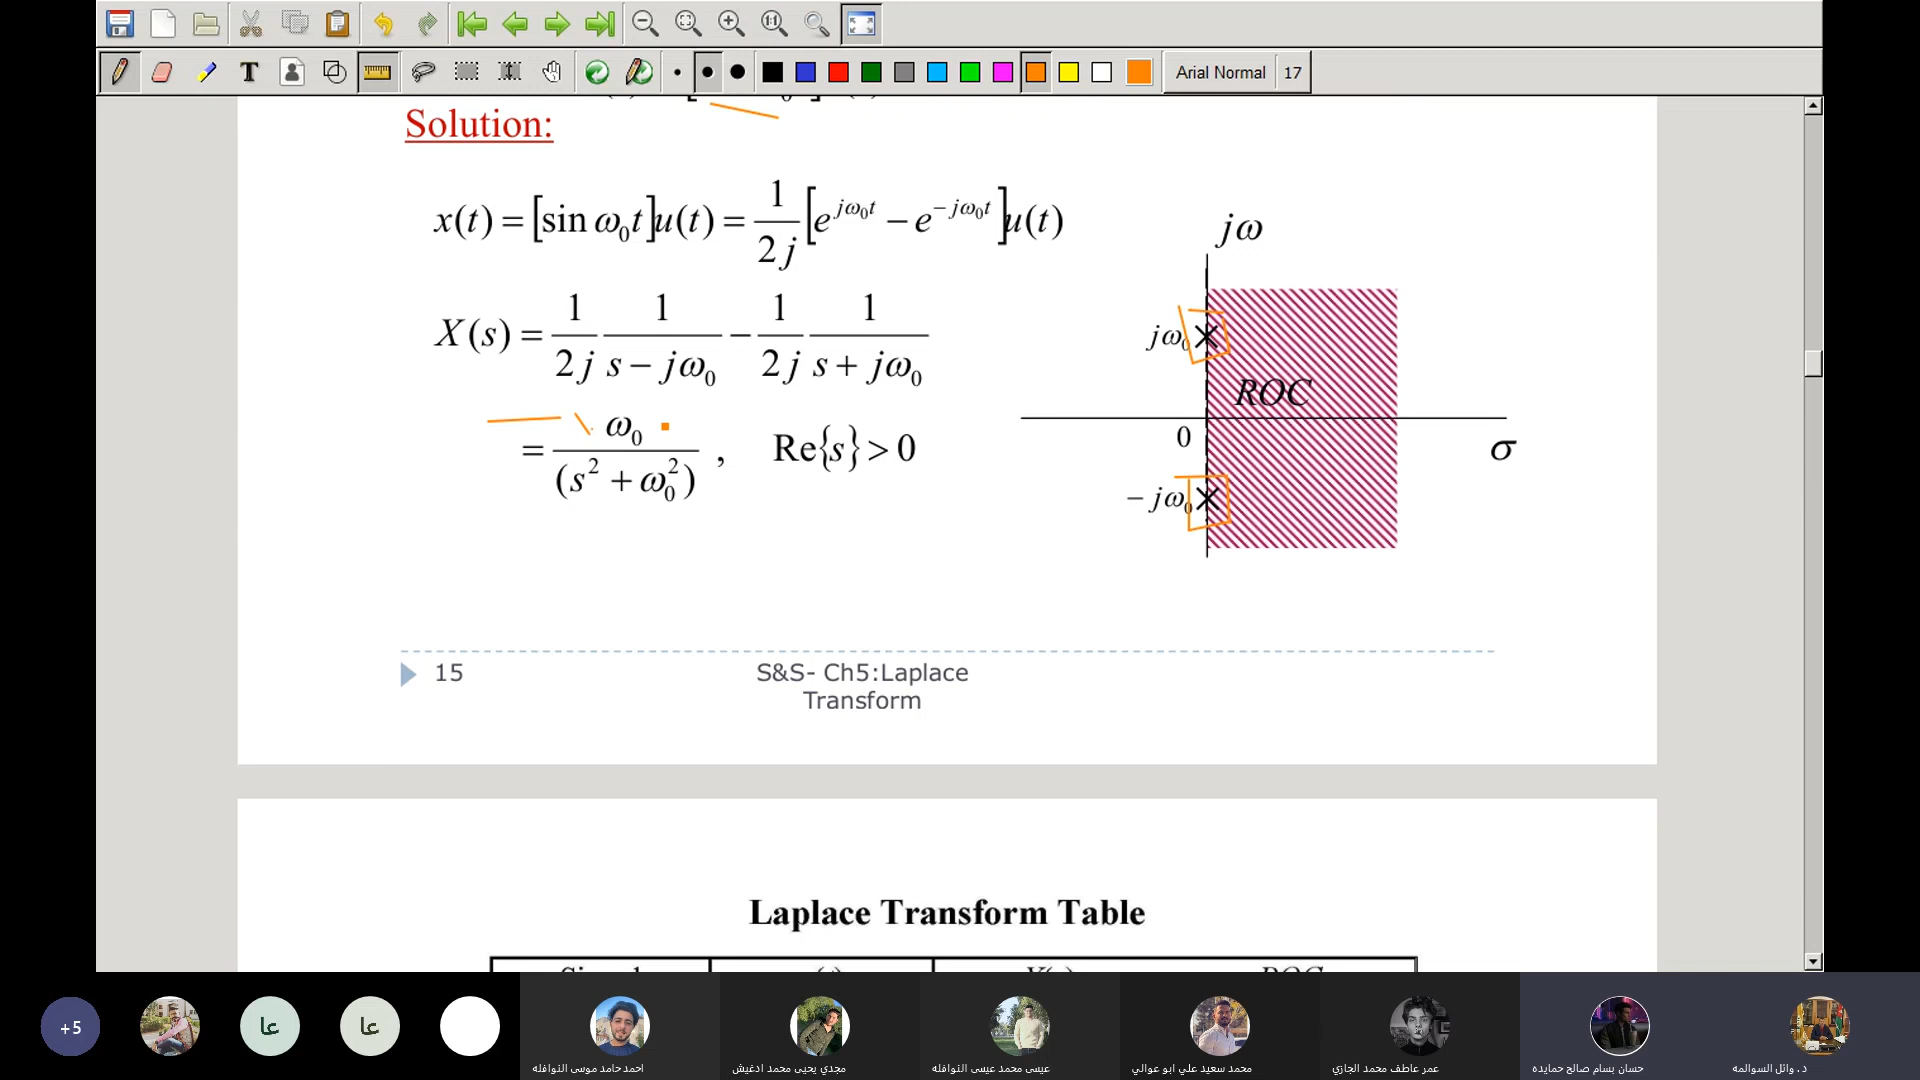 Arial Normal 17
Solution:
x(t) = [sin ω₀t]u(t) = 1/2j [e^{jω₀t} − e^{−jω₀t}]u(t)
X(s) = 1/2j 1/(s − jω₀) − 1/2j 1/(s + jω₀)
= ω₀/(s² + ω₀²) , Re{s} > 0
jω
jω₀
ROC
0
σ
− jω₀
15
S&S- Ch5:Laplace
Transform
Laplace Transform Table
+5
عا
عا
احمد حامد موسى النوافله
مجدي يحيى محمد ادغيش
عيسى محمد عيسى النوافله
محمد سعيد علي ابو عوالي
عمر عاطف محمد الجازي
حسان بسام صالح حمايده
د. وائل السوالمه